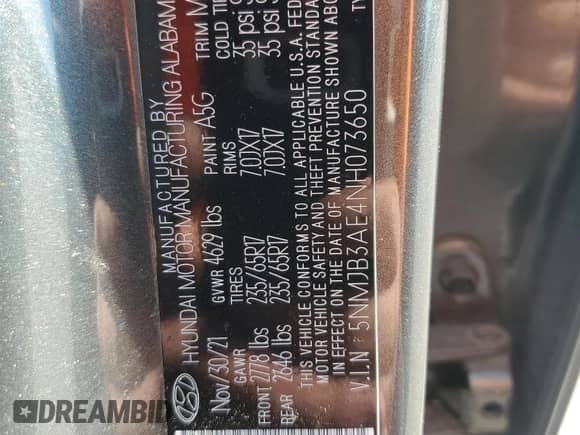 MANUFACTURED BY
HYUNDAI MOTOR MANUFACTURING ALABAMA
Nov/30/21 GVWR 4629 lbs PAINT A5G TRIM
GAWR TIRES RIMS COLD
FRONT 2778 lbs 235/65R17 7.0JX17 35 psi
REAR 2646 lbs 235/65R17 7.0JX17 35 psi
THIS VEHICLE CONFORMS TO ALL APPLICABLE U.S.A. FED
MOTOR VEHICLE SAFETY AND THEFT PREVENTION STANDA
IN EFFECT ON THE DATE OF MANUFACTURE SHOWN ABO
V.I.N : 5NMJB3AE4NH073650 TY
DREAMBID